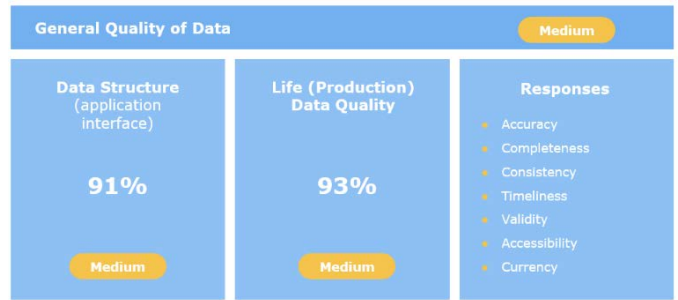 General Quality of Data
Medium
Data Structure
(application
interface)
91%
Medium
Life (Production)
Data Quality
93%
Medium
Responses
Accuracy
Completeness
Consistency
Timeliness
Validity
Accessibility
Currency